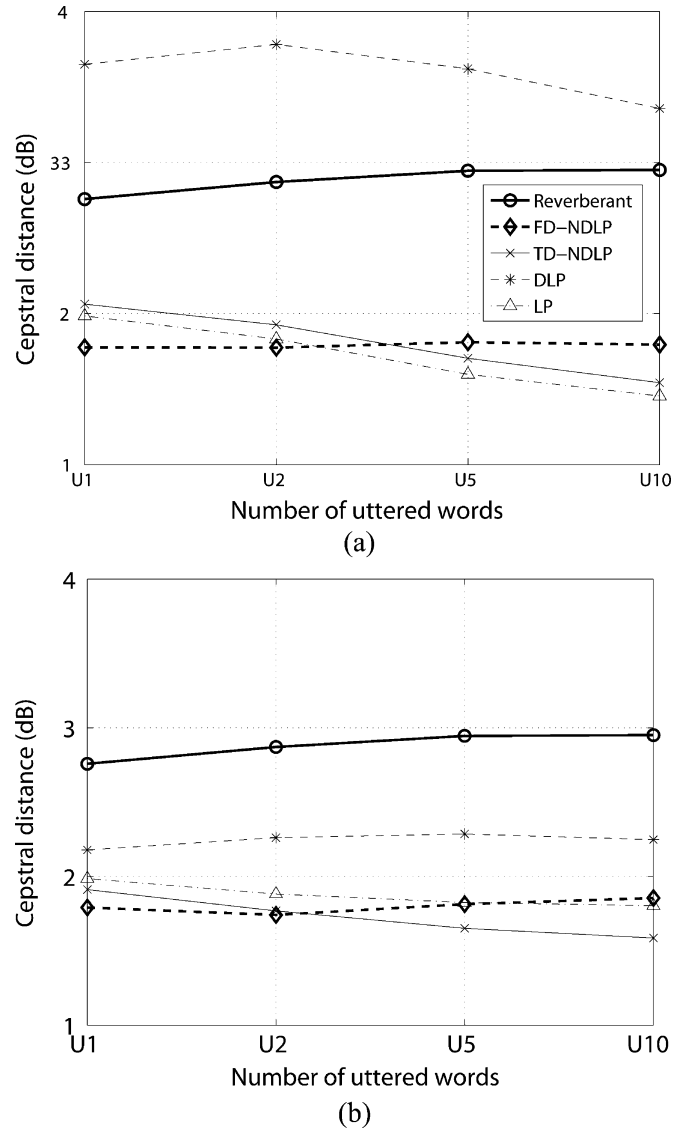 4
33
2
1
Cepstral distance (dB)
Reverberant
FD-NDLP
TD-NDLP
DLP
LP
U1 U2 U5 U10
Number of uttered words
(a)
4
3
2
1
Cepstral distance (dB)
U1 U2 U5 U10
Number of uttered words
(b)